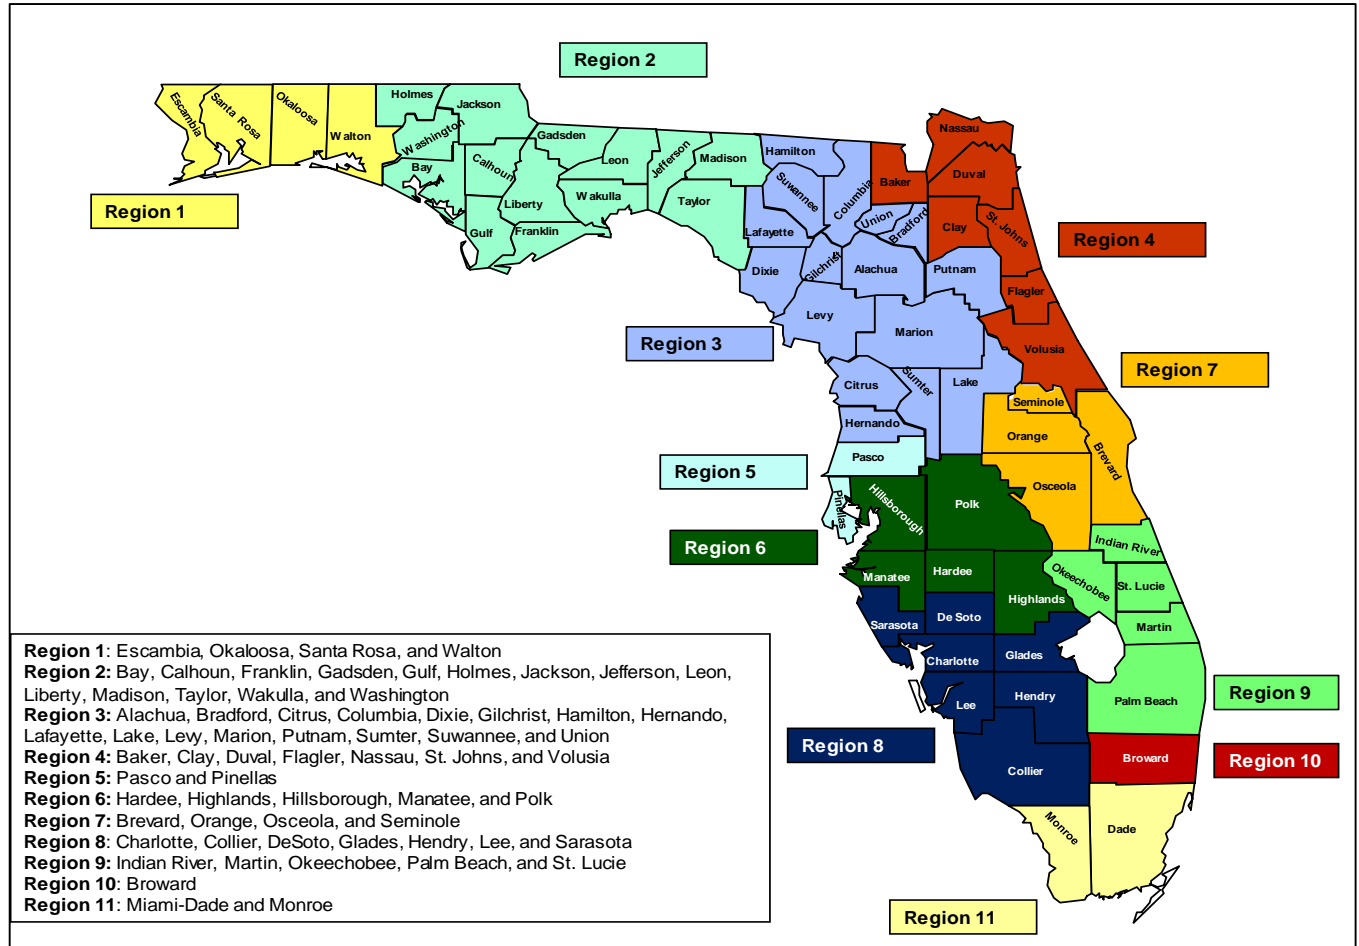 Region 2
Holmes
Jackson
Escambia
Santa Rosa
Okaloosa
Walton
Washington
Gadsden
Leon
Jefferson
Madison
Bay
Calhoun
Liberty
Wakulla
Taylor
Gulf
Franklin
Region 1
Nassau
Hamilton
Suwannee
Columbia
Baker
Duval
Union
Bradford
Clay
St. Johns
Lafayette
Region 4
Dixie
Gilchrist
Alachua
Putnam
Flagler
Levy
Marion
Region 3
Volusia
Region 7
Citrus
Sumter
Lake
Seminole
Hernando
Orange
Brevard
Pasco
Region 5
Osceola
Pinellas
Hillsborough
Polk
Region 6
Indian River
Manatee
Hardee
Highlands
Okeechobee
St. Lucie
Sarasota
De Soto
Martin
Charlotte
Glades
Lee
Hendry
Palm Beach
Region 9
Region 8
Collier
Broward
Region 10
Monroe
Dade
Region 11
Region 1: Escambia, Okaloosa, Santa Rosa, and Walton
Region 2: Bay, Calhoun, Franklin, Gadsden, Gulf, Holmes, Jackson, Jefferson, Leon,
Liberty, Madison, Taylor, Wakulla, and Washington
Region 3: Alachua, Bradford, Citrus, Columbia, Dixie, Gilchrist, Hamilton, Hernando,
Lafayette, Lake, Levy, Marion, Putnam, Sumter, Suwannee, and Union
Region 4: Baker, Clay, Duval, Flagler, Nassau, St. Johns, and Volusia
Region 5: Pasco and Pinellas
Region 6: Hardee, Highlands, Hillsborough, Manatee, and Polk
Region 7: Brevard, Orange, Osceola, and Seminole
Region 8: Charlotte, Collier, DeSoto, Glades, Hendry, Lee, and Sarasota
Region 9: Indian River, Martin, Okeechobee, Palm Beach, and St. Lucie
Region 10: Broward
Region 11: Miami-Dade and Monroe